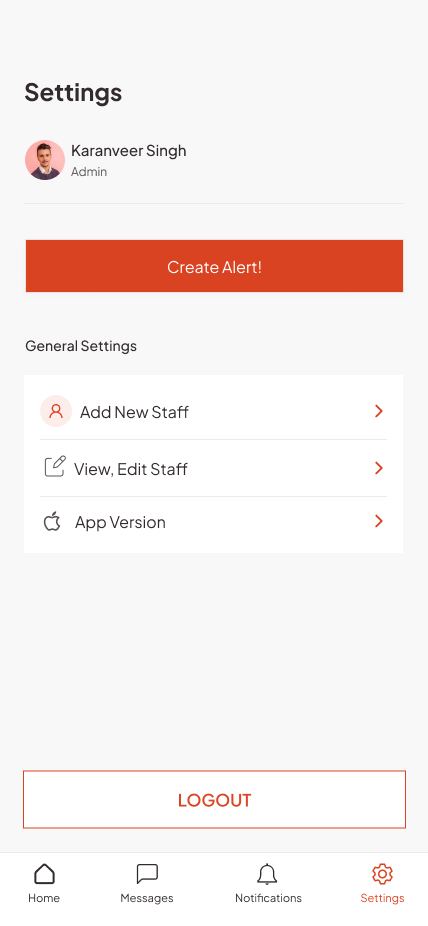 Settings
Karanveer Singh
Admin
Create Alert!
General Settings
Add New Staff
View, Edit Staff
App Version
LOGOUT
Home
Messages
Notifications
Settings